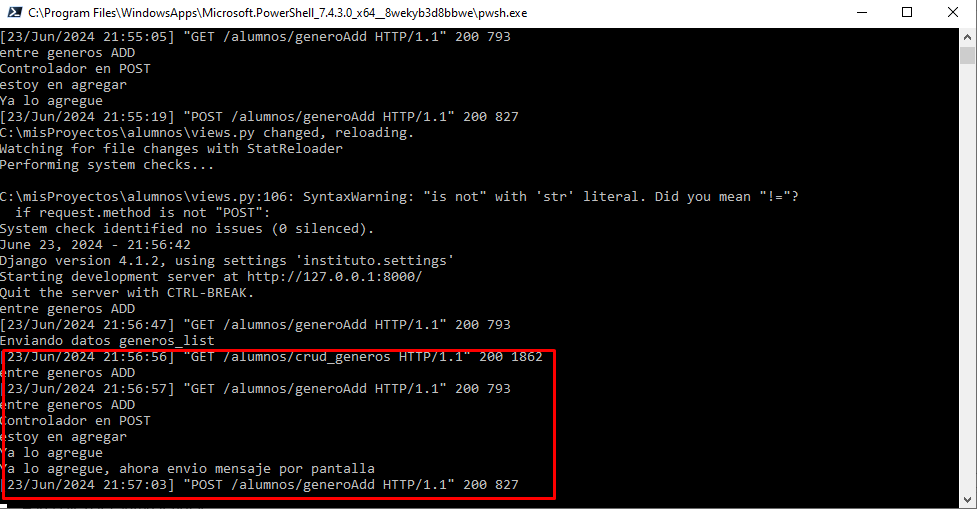 C:\Program Files\WindowsApps\Microsoft.PowerShell_7.4.3.0_x64__8wekyb3d8bbwe\pwsh.exe
[23/Jun/2024 21:55:05] "GET /alumnos/generoAdd HTTP/1.1" 200 793
entre generos ADD
Controlador en POST
estoy en agregar
Ya lo agregue
[23/Jun/2024 21:55:19] "POST /alumnos/generoAdd HTTP/1.1" 200 827
C:\misProyectos\alumnos\views.py changed, reloading.
Watching for file changes with StatReloader
Performing system checks...
C:\misProyectos\alumnos\views.py:106: SyntaxWarning: "is not" with 'str' literal. Did you mean "!="?
if request.method is not "POST":
System check identified no issues (0 silenced).
June 23, 2024 - 21:56:42
Django version 4.1.2, using settings 'instituto.settings'
Starting development server at http://127.0.0.1:8000/
Quit the server with CTRL-BREAK.
entre generos ADD
[23/Jun/2024 21:56:47] "GET /alumnos/generoAdd HTTP/1.1" 200 793
Enviando datos generos_list
[23/Jun/2024 21:56:56] "GET /alumnos/crud_generos HTTP/1.1" 200 1862
entre generos ADD
[23/Jun/2024 21:56:57] "GET /alumnos/generoAdd HTTP/1.1" 200 793
entre generos ADD
Controlador en POST
estoy en agregar
Ya lo agregue
Ya lo agregue, ahora envio mensaje por pantalla
[23/Jun/2024 21:57:03] "POST /alumnos/generoAdd HTTP/1.1" 200 827